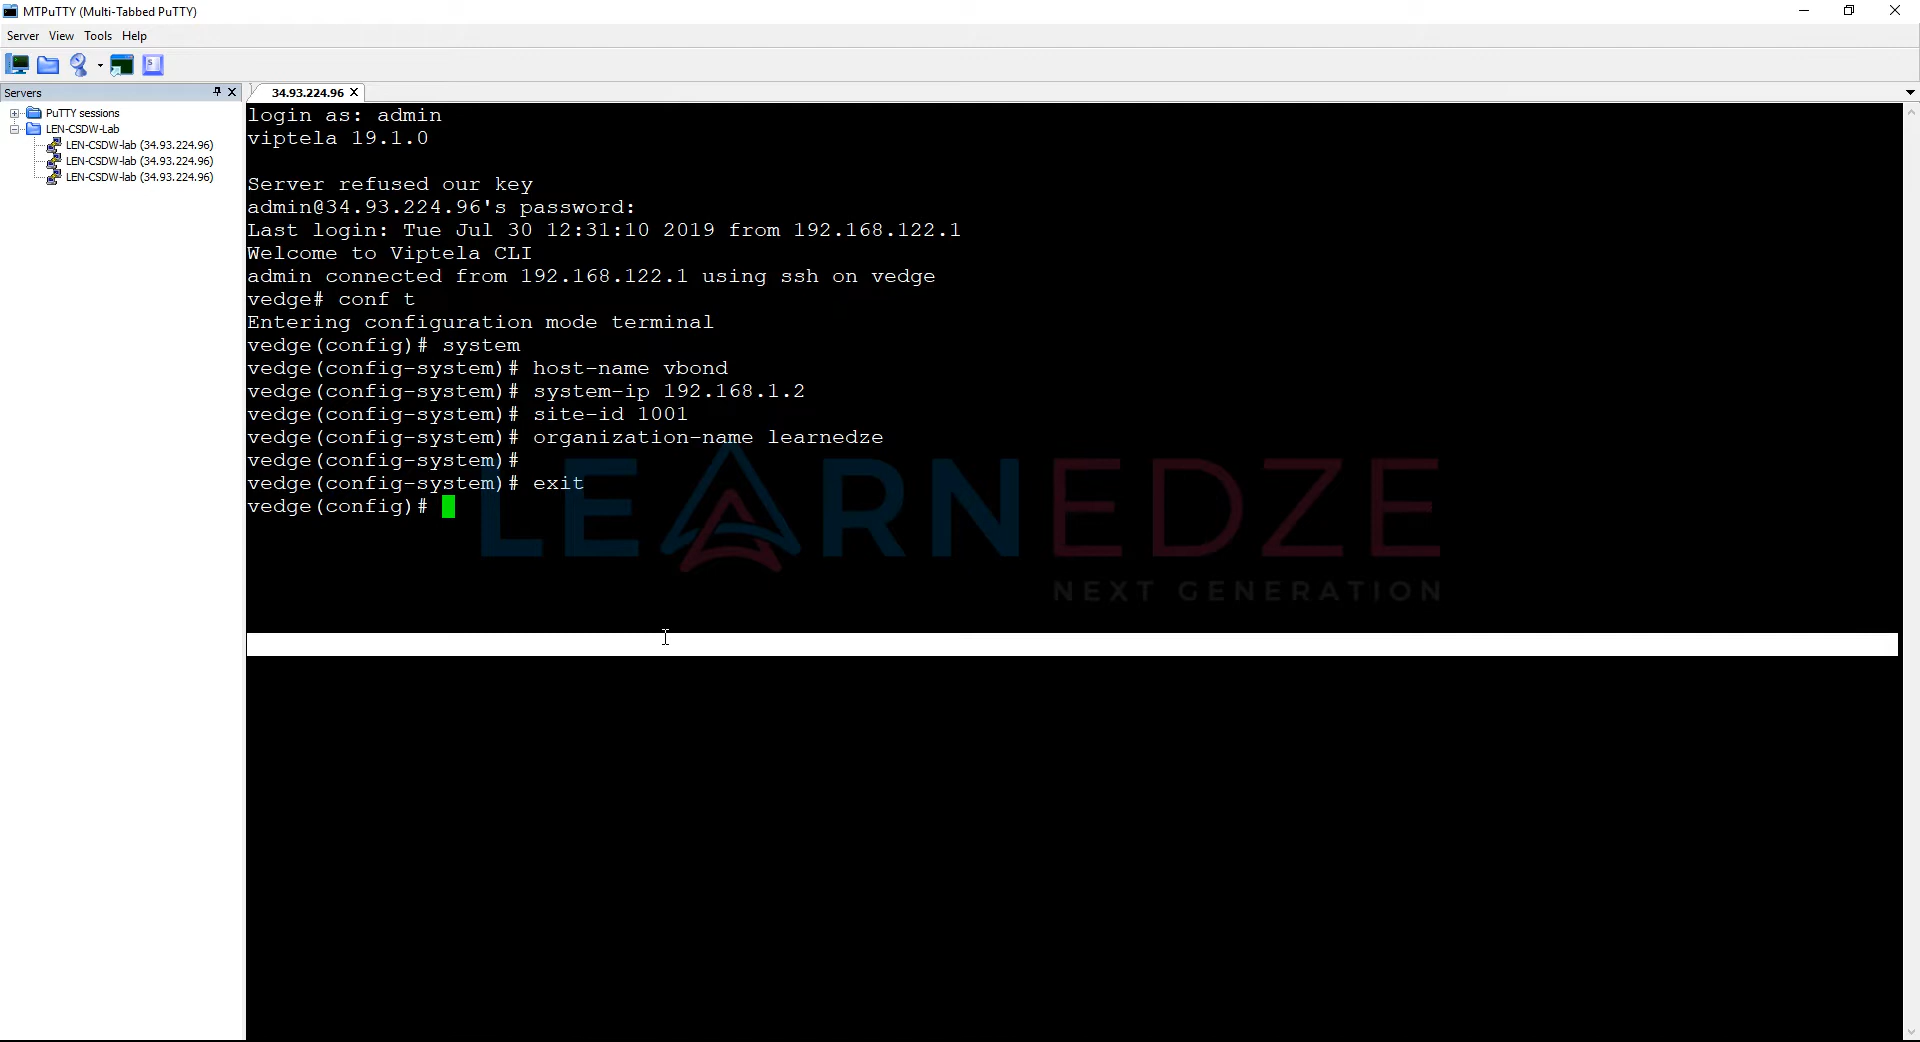 MTPuTTY (Multi-Tabbed PuTTY)
Server View Tools Help
Servers
34.93.224.96
PuTTY sessions
LEN-CSDW-Lab
LEN-CSDW-lab (34.93.224.96)
LEN-CSDW-lab (34.93.224.96)
LEN-CSDW-lab (34.93.224.96)
login as: admin
viptela 19.1.0
Server refused our key
admin@34.93.224.96's password:
Last login: Tue Jul 30 12:31:10 2019 from 192.168.122.1
Welcome to Viptela CLI
admin connected from 192.168.122.1 using ssh on vedge
vedge# conf t
Entering configuration mode terminal
vedge(config)# system
vedge(config-system)# host-name vbond
vedge(config-system)# system-ip 192.168.1.2
vedge(config-system)# site-id 1001
vedge(config-system)# organization-name learnedze
vedge(config-system)#
vedge(config-system)# exit
vedge(config)#
LEARNEDZE
NEXT GENERATION